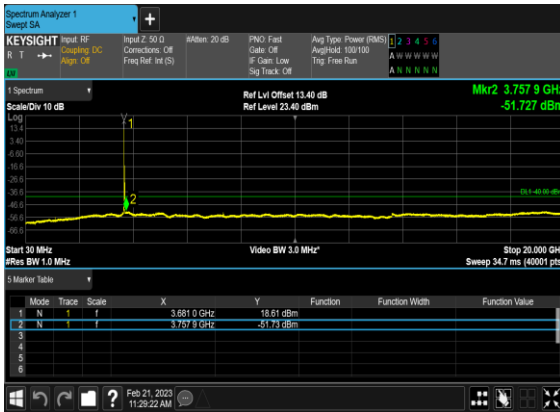 Spectrum Analyzer 1
Swept SA
+
KEYSIGHT Input: RF Input Z: 50 Ω #Atten: 20 dB PNO: Fast Avg Type: Power (RMS) 1 2 3 4 5 6
R T Coupling: DC Corrections: Off Gate: Off Avg|Hold: 100/100 A W W W W W
Align: Off Freq Ref: Int (S) IF Gain: Low Trig: Free Run
LXI Sig Track: Off A N N N N N
1 Spectrum Ref Lvl Offset 13.40 dB Mkr2 3.757 9 GHz
Scale/Div 10 dB Ref Level 23.40 dBm -51.727 dBm
Log
13.4
3.40
-6.60
-16.6
-26.6
-36.6 DL1 -40.00 dBm
-46.6
-56.6
-66.6
1
2
Start 30 MHz Video BW 3.0 MHz* Stop 20.000 GHz
#Res BW 1.0 MHz Sweep 34.7 ms (40001 pts)
5 Marker Table
Mode Trace Scale X Y Function Function Width Function Value
1 N 1 f 3.681 0 GHz 18.61 dBm
2 N 1 f 3.757 9 GHz -51.73 dBm
3
4
5
6
? Feb 21, 2023
11:29:22 AM